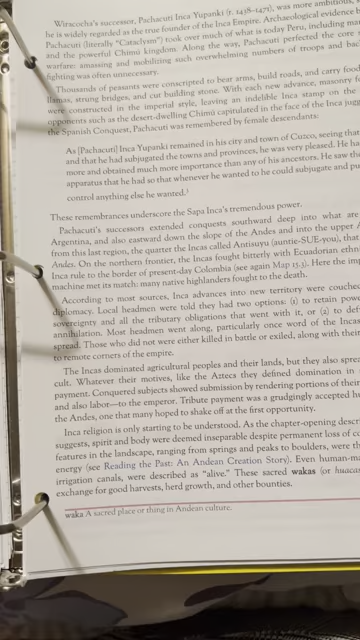 Wiracocha's successor, Pachacuti Inca Yupanki (r. 1438–1471), was more ambitious,
he is widely regarded as the true founder of the Inca Empire. Archaeological evidence b
Pachacuti (literally "Cataclysm") took over much of what is today Peru, including ma
and the powerful Chimú kingdom. Along the way, Pachacuti perfected the core
warfare: amassing and mobilizing such overwhelming numbers of troops and bac
fighting was often unnecessary.
Thousands of peasants were conscripted to bear arms, build roads, and carry food
llamas, strung bridges, and cut building stone. With each new advance, masonry f
were constructed in the imperial style, leaving an indelible Inca stamp on the
opponents such as the desert-dwelling Chimú capitulated in the face of the Inca jugg
the Spanish Conquest, Pachacuti was remembered by female descendants:
As [Pachacuti] Inca Yupanki remained in his city and town of Cuzco, seeing that
and that he had subjugated the towns and provinces, he was very pleased. He ha
more and obtained much more importance than any of his ancestors. He saw the
apparatus that he had so that whenever he wanted to he could subjugate and pu
control anything else he wanted.³
These remembrances underscore the Sapa Inca's tremendous power.
Pachacuti's successors extended conquests southward deep into what are
Argentina, and also eastward down the slope of the Andes and into the upper A
from this last region, the quarter the Incas called Antisuyu (auntie-SUE-you), that
Andes. On the northern frontier, the Incas fought bitterly with Ecuadorian ethn
Inca rule to the border of present-day Colombia (see again Map 15.3). Here the imp
machine met its match: many native highlanders fought to the death.
According to most sources, Inca advances into new territory were couched
diplomacy. Local headmen were told they had two options: (1) to retain power
sovereignty and all the tributary obligations that went with it, or (2) to def
annihilation. Most headmen went along, particularly once word of the Incas
spread. Those who did not were either killed in battle or exiled, along with their
to remote corners of the empire.
The Incas dominated agricultural peoples and their lands, but they also spre
cult. Whatever their motives, like the Aztecs they defined domination in
payment. Conquered subjects showed submission by rendering portions of their
and also labor—to the emperor. Tribute payment was a grudgingly accepted hu
the Andes, one that many hoped to shake off at the first opportunity.
Inca religion is only starting to be understood. As the chapter-opening descri
suggests, spirit and body were deemed inseparable despite permanent loss of co
features in the landscape, ranging from springs and peaks to boulders, were th
energy (see Reading the Past: An Andean Creation Story). Even human-ma
irrigation canals, were described as "alive." These sacred wakas (or huacas
exchange for good harvests, herd growth, and other bounties.
waka A sacred place or thing in Andean culture.